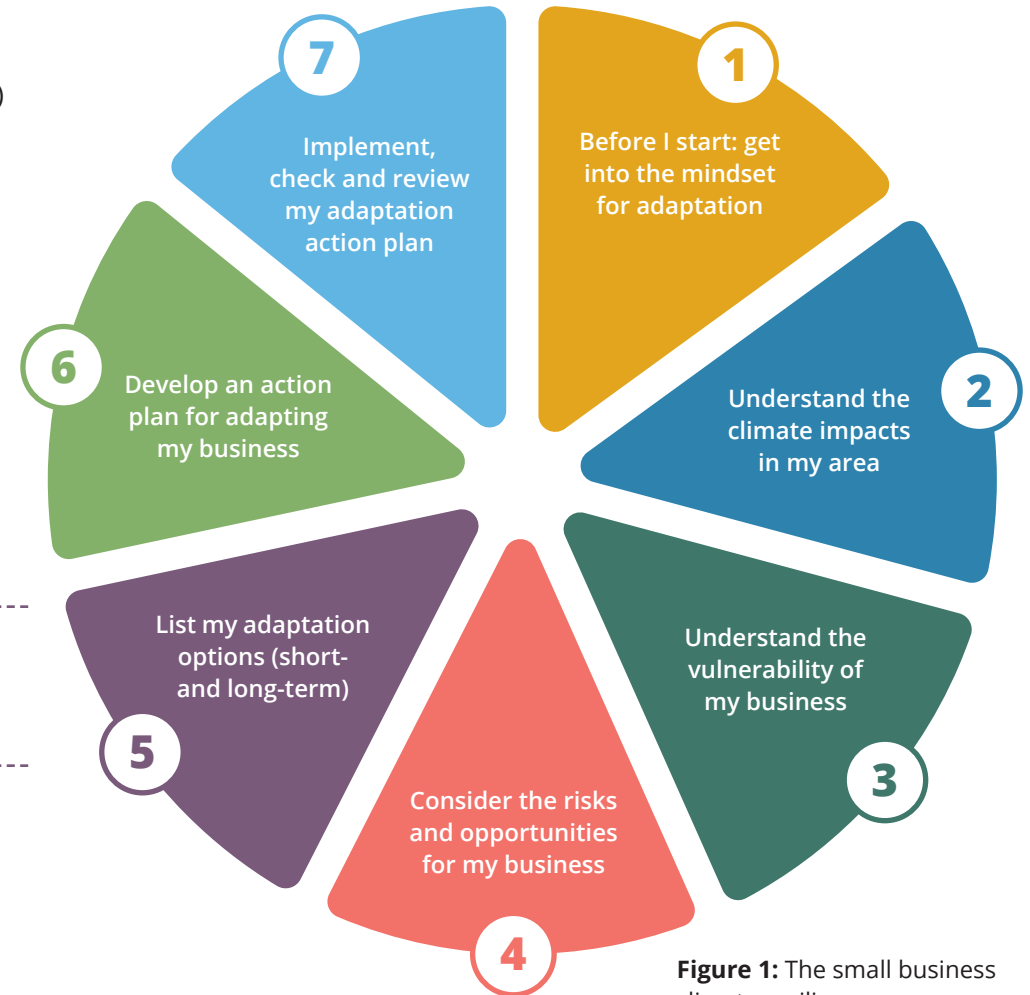 )
1
Before I start: get
into the mindset
for adaptation
2
Understand the
climate impacts
in my area
3
Understand the
vulnerability of
my business
4
Consider the risks
and opportunities
for my business
5
List my adaptation
options (short-
and long-term)
6
Develop an action
plan for adapting
my business
7
Implement,
check and review
my adaptation
action plan
Figure 1: The small business